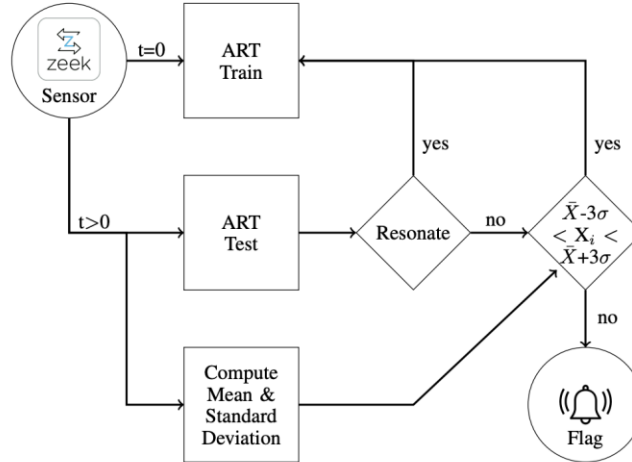 z
zeek
Sensor
t=0
ART
Train
yes
yes
t>0
ART
Test
Resonate
no
X̄-3σ
< Xᵢ <
X̄+3σ
no
Compute
Mean &
Standard
Deviation
Flag